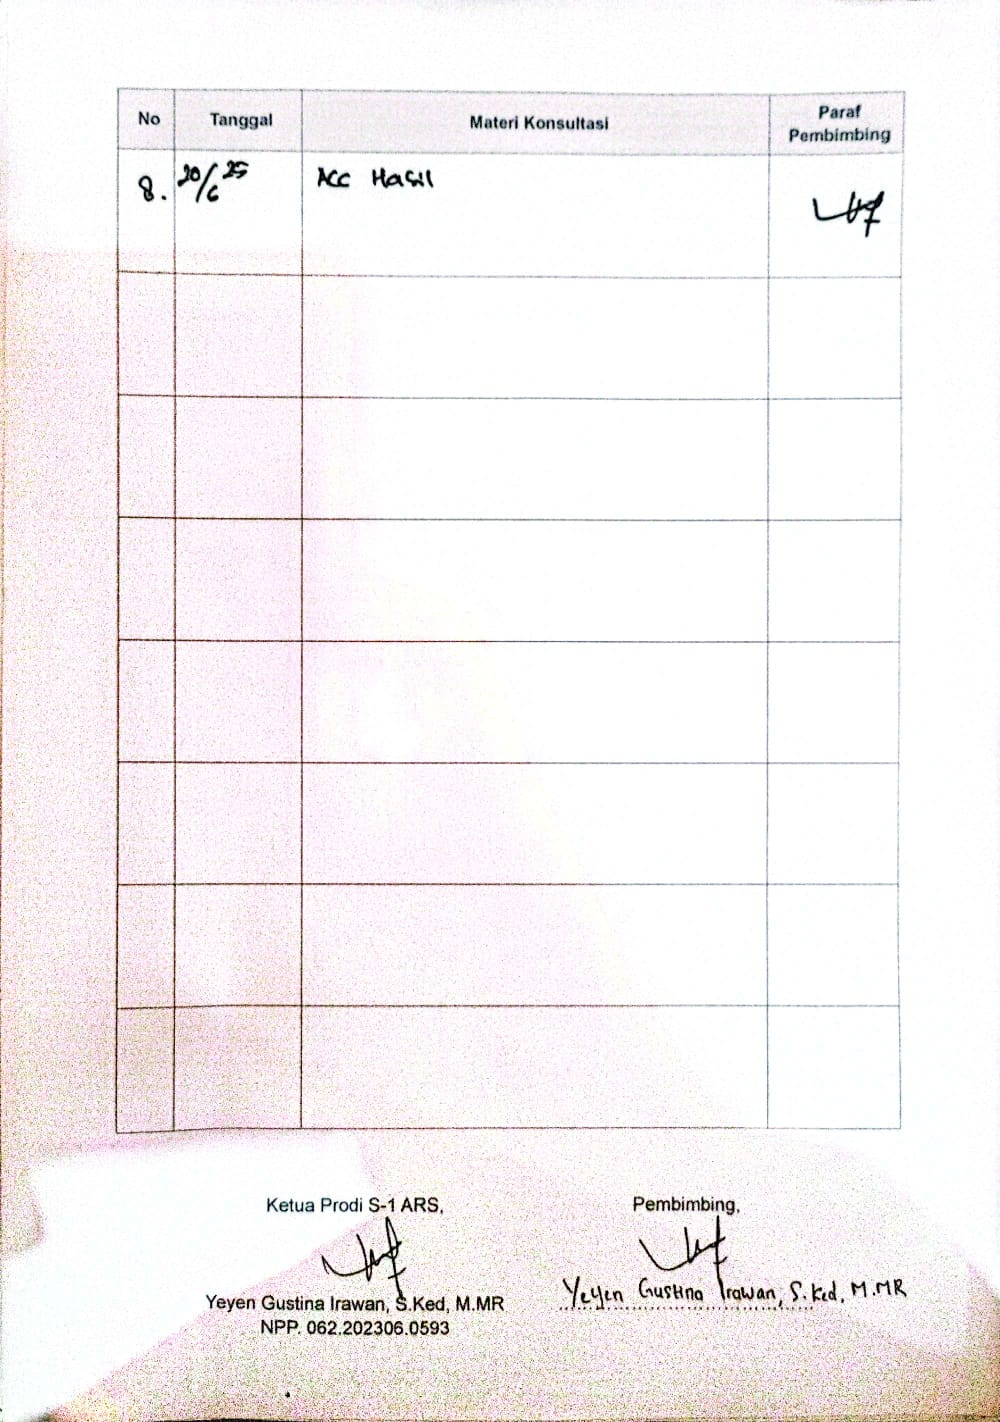 No Tanggal Materi Konsultasi Paraf Pembimbing
8. 20/6 25 ACC Hasil
Ketua Prodi S-1 ARS,
Yeyen Gustina Irawan, S.Ked, M.MR
NPP. 062.202306.0593
Pembimbing,
Yeyen Gustina Irawan, S.Ked, M.MR